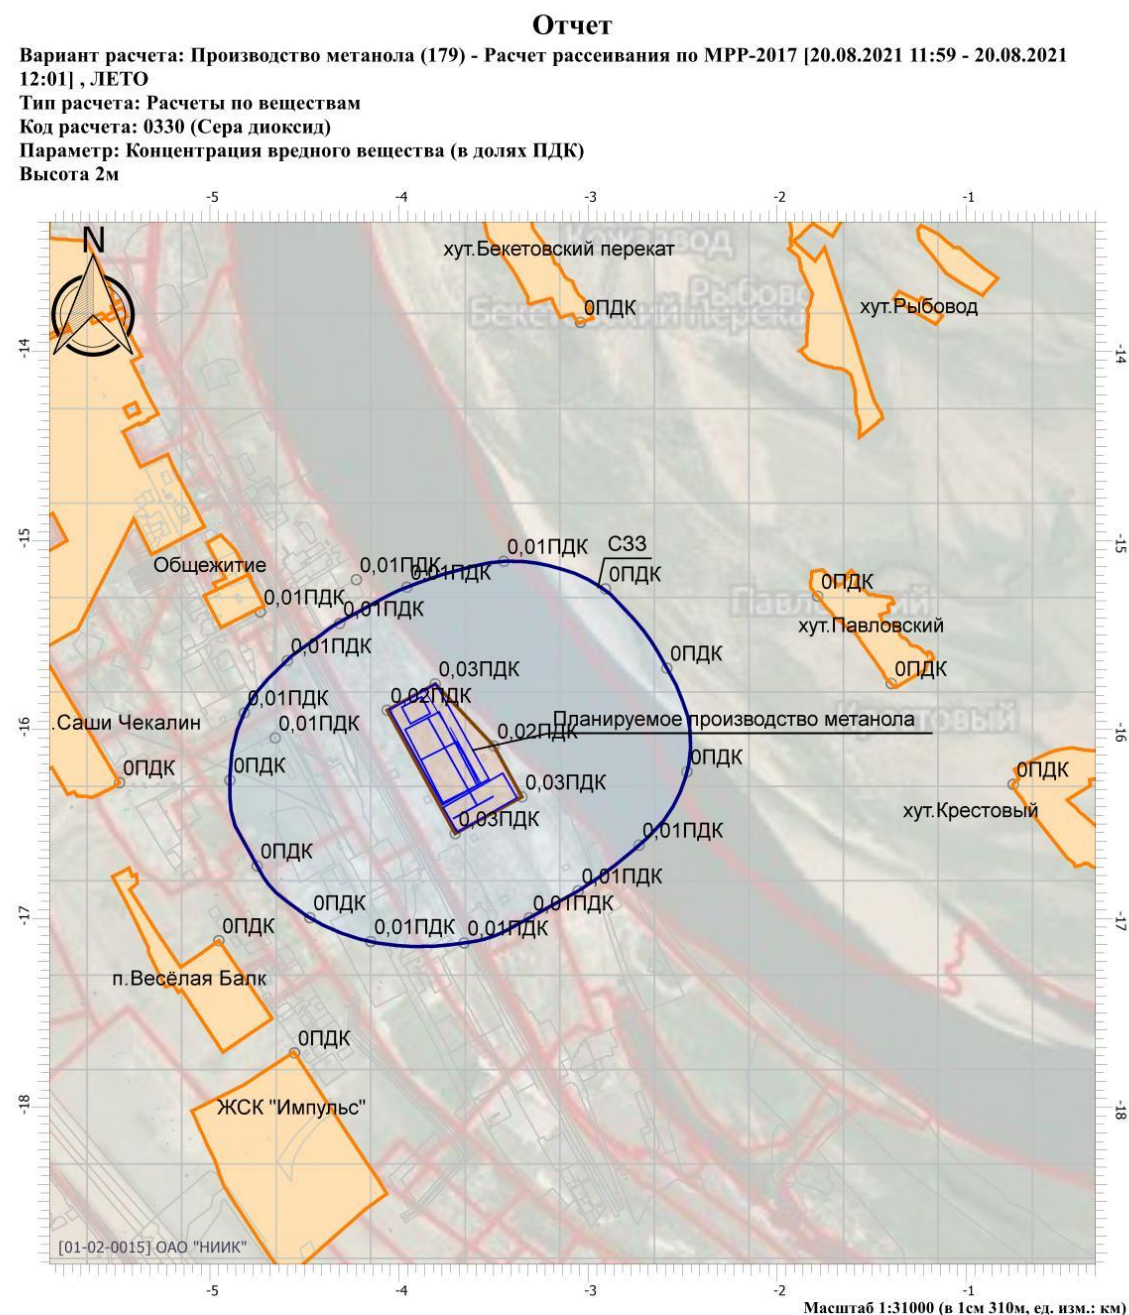 Отчет
Вариант расчета: Производство метанола (179) - Расчет рассеивания по МРР-2017 [20.08.2021 11:59 - 20.08.2021
12:01] , ЛЕТО
Тип расчета: Расчеты по веществам
Код расчета: 0330 (Сера диоксид)
Параметр: Концентрация вредного вещества (в долях ПДК)
Высота 2м
-5 -4 -3 -2 -1
N
Кожзавод
хут.Бекетовский перекат
0ПДК
хут.Рыбовод
-14 -14
-15 -15
0,01ПДК
СЗЗ
Общежитие
0,01ПДК
0,01ПДК
0ПДК
0ПДК
0,01ПДК
0,01ПДК
хут.Павловский
0,01ПДК
0ПДК
0,03ПДК
0ПДК
0,01ПДК
0,02ПДК
.Саши Чекалин
0,01ПДК
0,02ПДК
Планируемое производство метанола
-16 -16
0ПДК
0ПДК
0ПДК
0ПДК
0,03ПДК
хут.Крестовый
0,03ПДК
0,01ПДК
0ПДК
0,01ПДК
0ПДК
0,01ПДК
-17 -17
0ПДК
0,01ПДК
0,01ПДК
п.Весёлая Балк
0ПДК
ЖСК "Импульс"
-18 -18
[01-02-0015] ОАО "НИИК"
-5 -4 -3 -2 -1
Масштаб 1:31000 (в 1см 310м, ед. изм.: км)